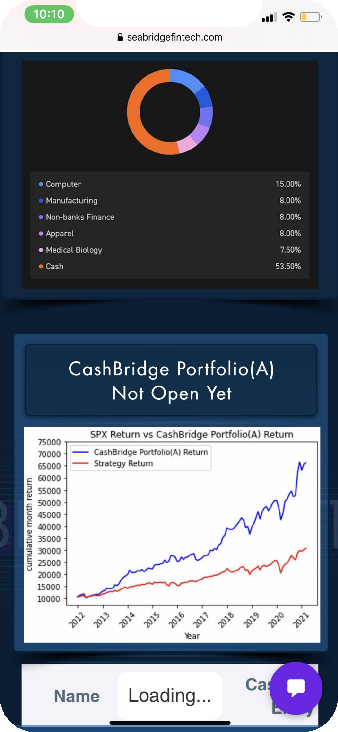 10:10
seabridgefintech.com
Computer 15.00%
Manufacturing 8.00%
Non-banks Finance 8.00%
Apparel 8.00%
Medical Biology 7.50%
Cash 53.50%
CashBridge Portfolio(A)
Not Open Yet
SPX Return vs CashBridge Portfolio(A) Return
CashBridge Portfolio(A) Return
Strategy Return
cumulative month return
75000
70000
65000
60000
55000
50000
45000
40000
35000
30000
25000
20000
15000
10000
2012 2013 2014 2015 2016 2017 2018 2019 2020 2021
Year
Name
Loading...